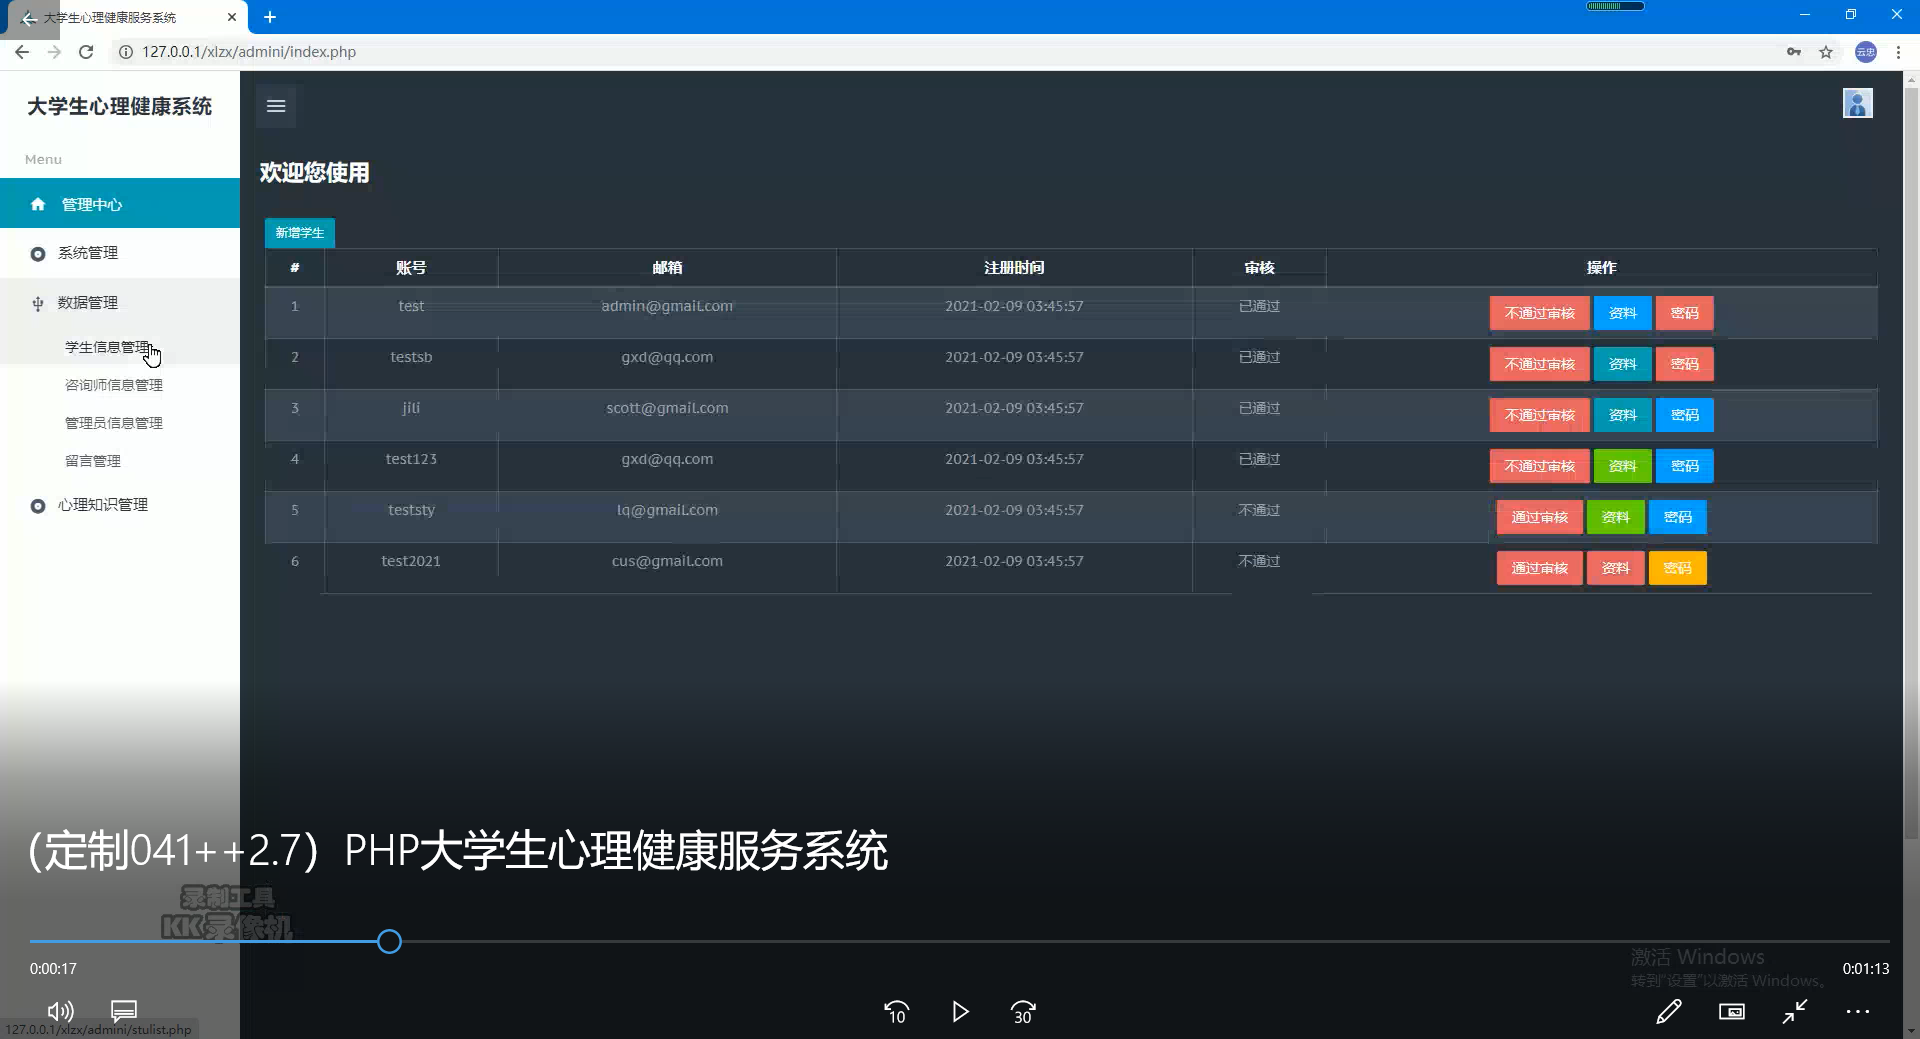 大学生心理健康服务系统
127.0.0.1/xlzx/admini/index.php
云忠
大学生心理健康系统
Menu
管理中心
系统管理
数据管理
学生信息管理
咨询师信息管理
管理员信息管理
留言管理
心理知识管理
欢迎您使用
新增学生
# 账号 邮箱 注册时间 审核 操作
1 test admin@gmail.com 2021-02-09 03:45:57 已通过 不通过审核 资料 密码
2 testsb gxd@qq.com 2021-02-09 03:45:57 已通过 不通过审核 资料 密码
3 jili scott@gmail.com 2021-02-09 03:45:57 已通过 不通过审核 资料 密码
4 test123 gxd@qq.com 2021-02-09 03:45:57 已通过 不通过审核 资料 密码
5 teststy lq@gmail.com 2021-02-09 03:45:57 不通过 通过审核 资料 密码
6 test2021 cus@gmail.com 2021-02-09 03:45:57 不通过 通过审核 资料 密码
（定制041++2.7）PHP大学生心理健康服务系统
录制工具
KK录像机
0:00:17
激活 Windows
转到“设置”以激活 Windows。
0:01:13
10
30
127.0.0.1/xlzx/admini/stulist.php